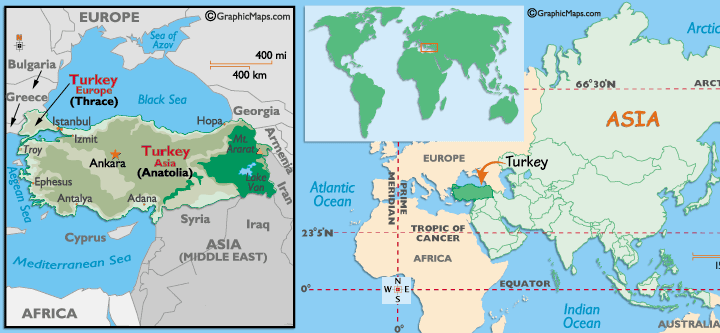 EUROPE
©GraphicMaps.com
Sea of
Azov
400 mi
400 km
Bulgaria
Turkey
Europe
(Thrace)
Greece
Black Sea
Istanbul
Hopa
Georgia
Izmit
Troy
Ankara
Turkey
Asia
(Anatolia)
Mt.
Ararat
Armenia
Lake
Van
Iran
Aegean Sea
Ephesus
Antalya
Adana
Syria
Iraq
Cyprus
ASIA
(MIDDLE EAST)
Mediterranean Sea
AFRICA
©GraphicMaps.com
Arctic
66°30'N
ARCT
ASIA
EUROPE
Turkey
Atlantic
Ocean
PRIME
MERIDIAN
23°5'N
TROPIC OF
CANCER
AFRICA
EQUATOR
0°
N
W E
S
0°
Indian
Ocean
AUSTRALIA